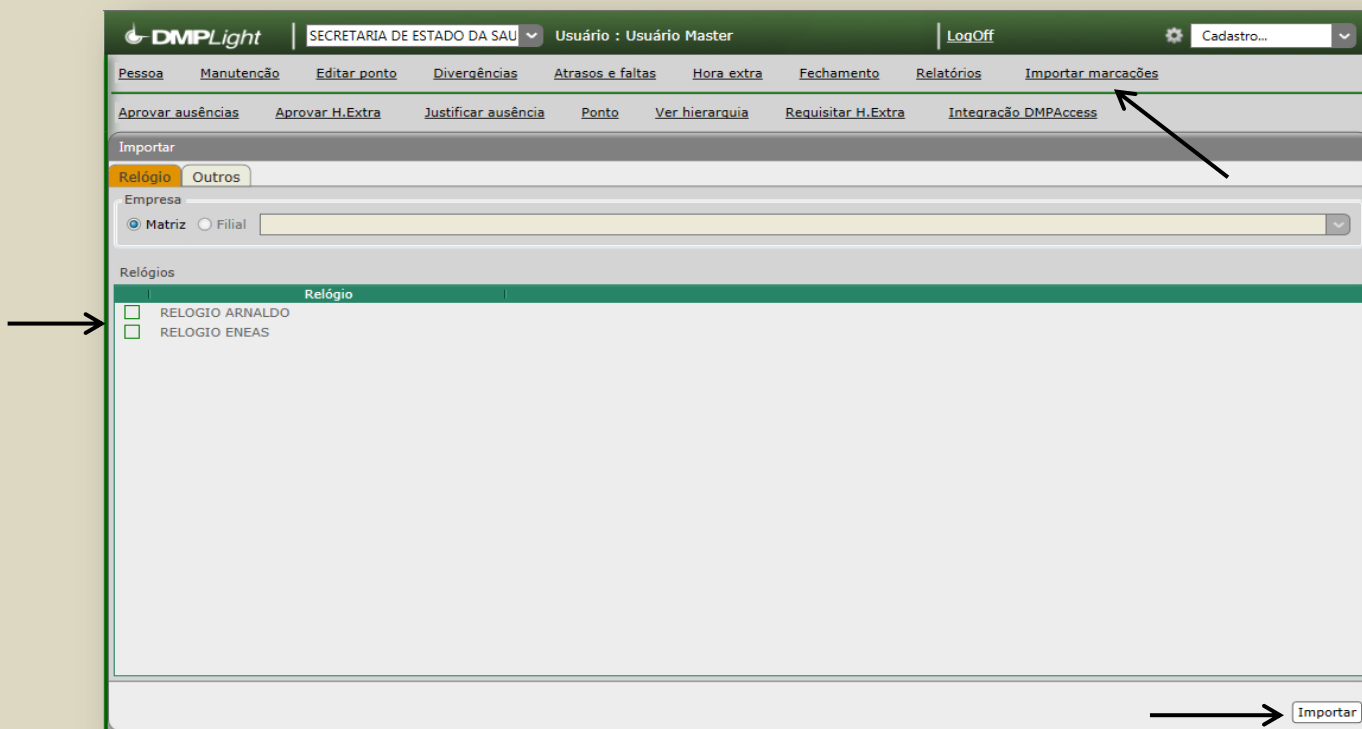 DMPLight SECRETARIA DE ESTADO DA SAU Usuário : Usuário Master LogOff Cadastro...
Pessoa Manutenção Editar ponto Divergências Atrasos e faltas Hora extra Fechamento Relatórios Importar marcações
Aprovar ausências Aprovar H.Extra Justificar ausência Ponto Ver hierarquia Requisitar H.Extra Integração DMPAccess
Importar
Relógio Outros
Empresa
Matriz Filial
Relógios
Relógio
RELOGIO ARNALDO
RELOGIO ENEAS
Importar